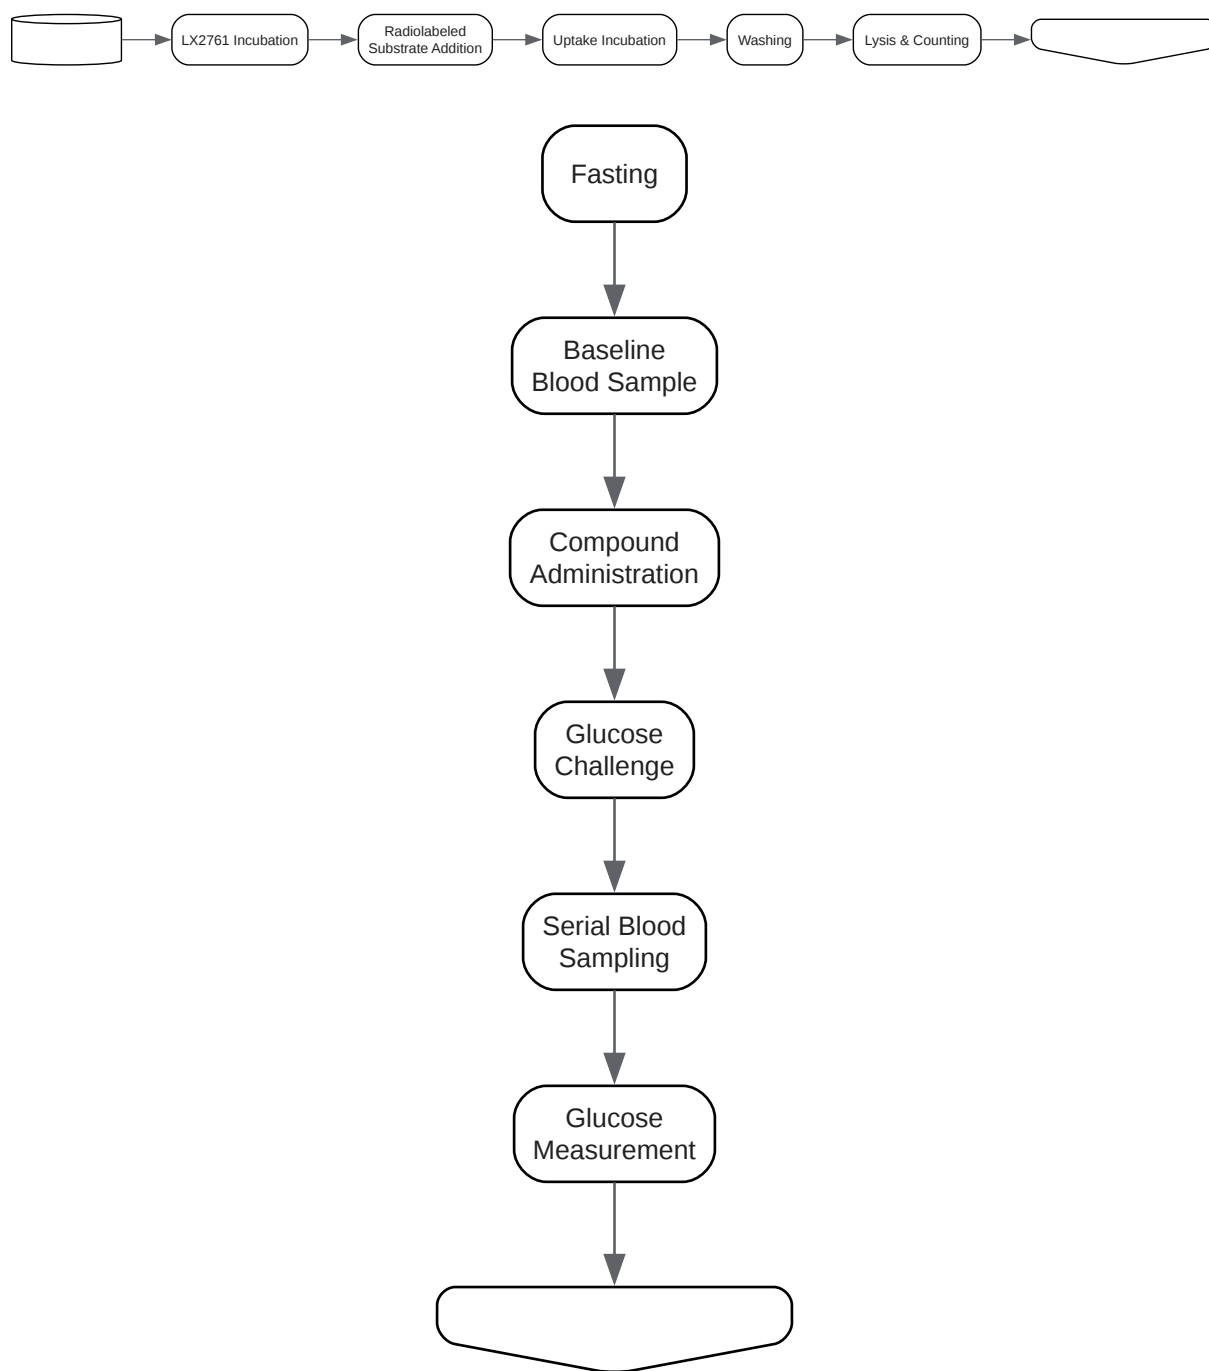 LX2761 Incubation
Radiolabeled
Substrate Addition
Uptake Incubation
Washing
Lysis & Counting
Fasting
Baseline
Blood Sample
Compound
Administration
Glucose
Challenge
Serial Blood
Sampling
Glucose
Measurement